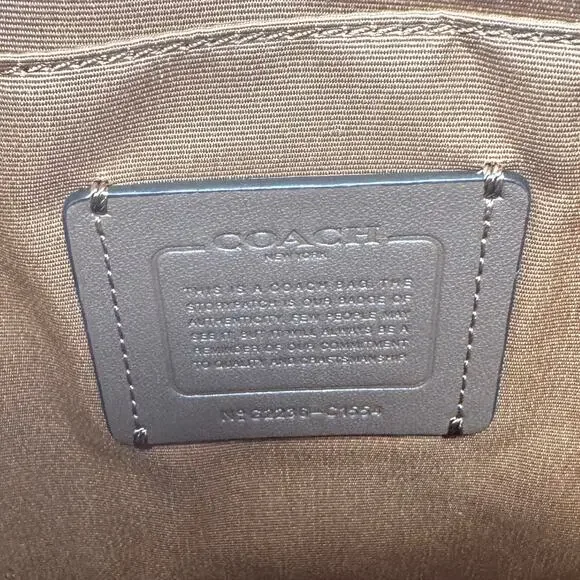 COACH
NEW YORK
THIS IS A COACH BAG. THE
STORYPATCH IS OUR BADGE OF
AUTHENTICITY. FEW PEOPLE MAY
SEE IT BUT IT WILL ALWAYS BE A
REMINDER OF OUR COMMITMENT
TO QUALITY AND CRAFTSMANSHIP.